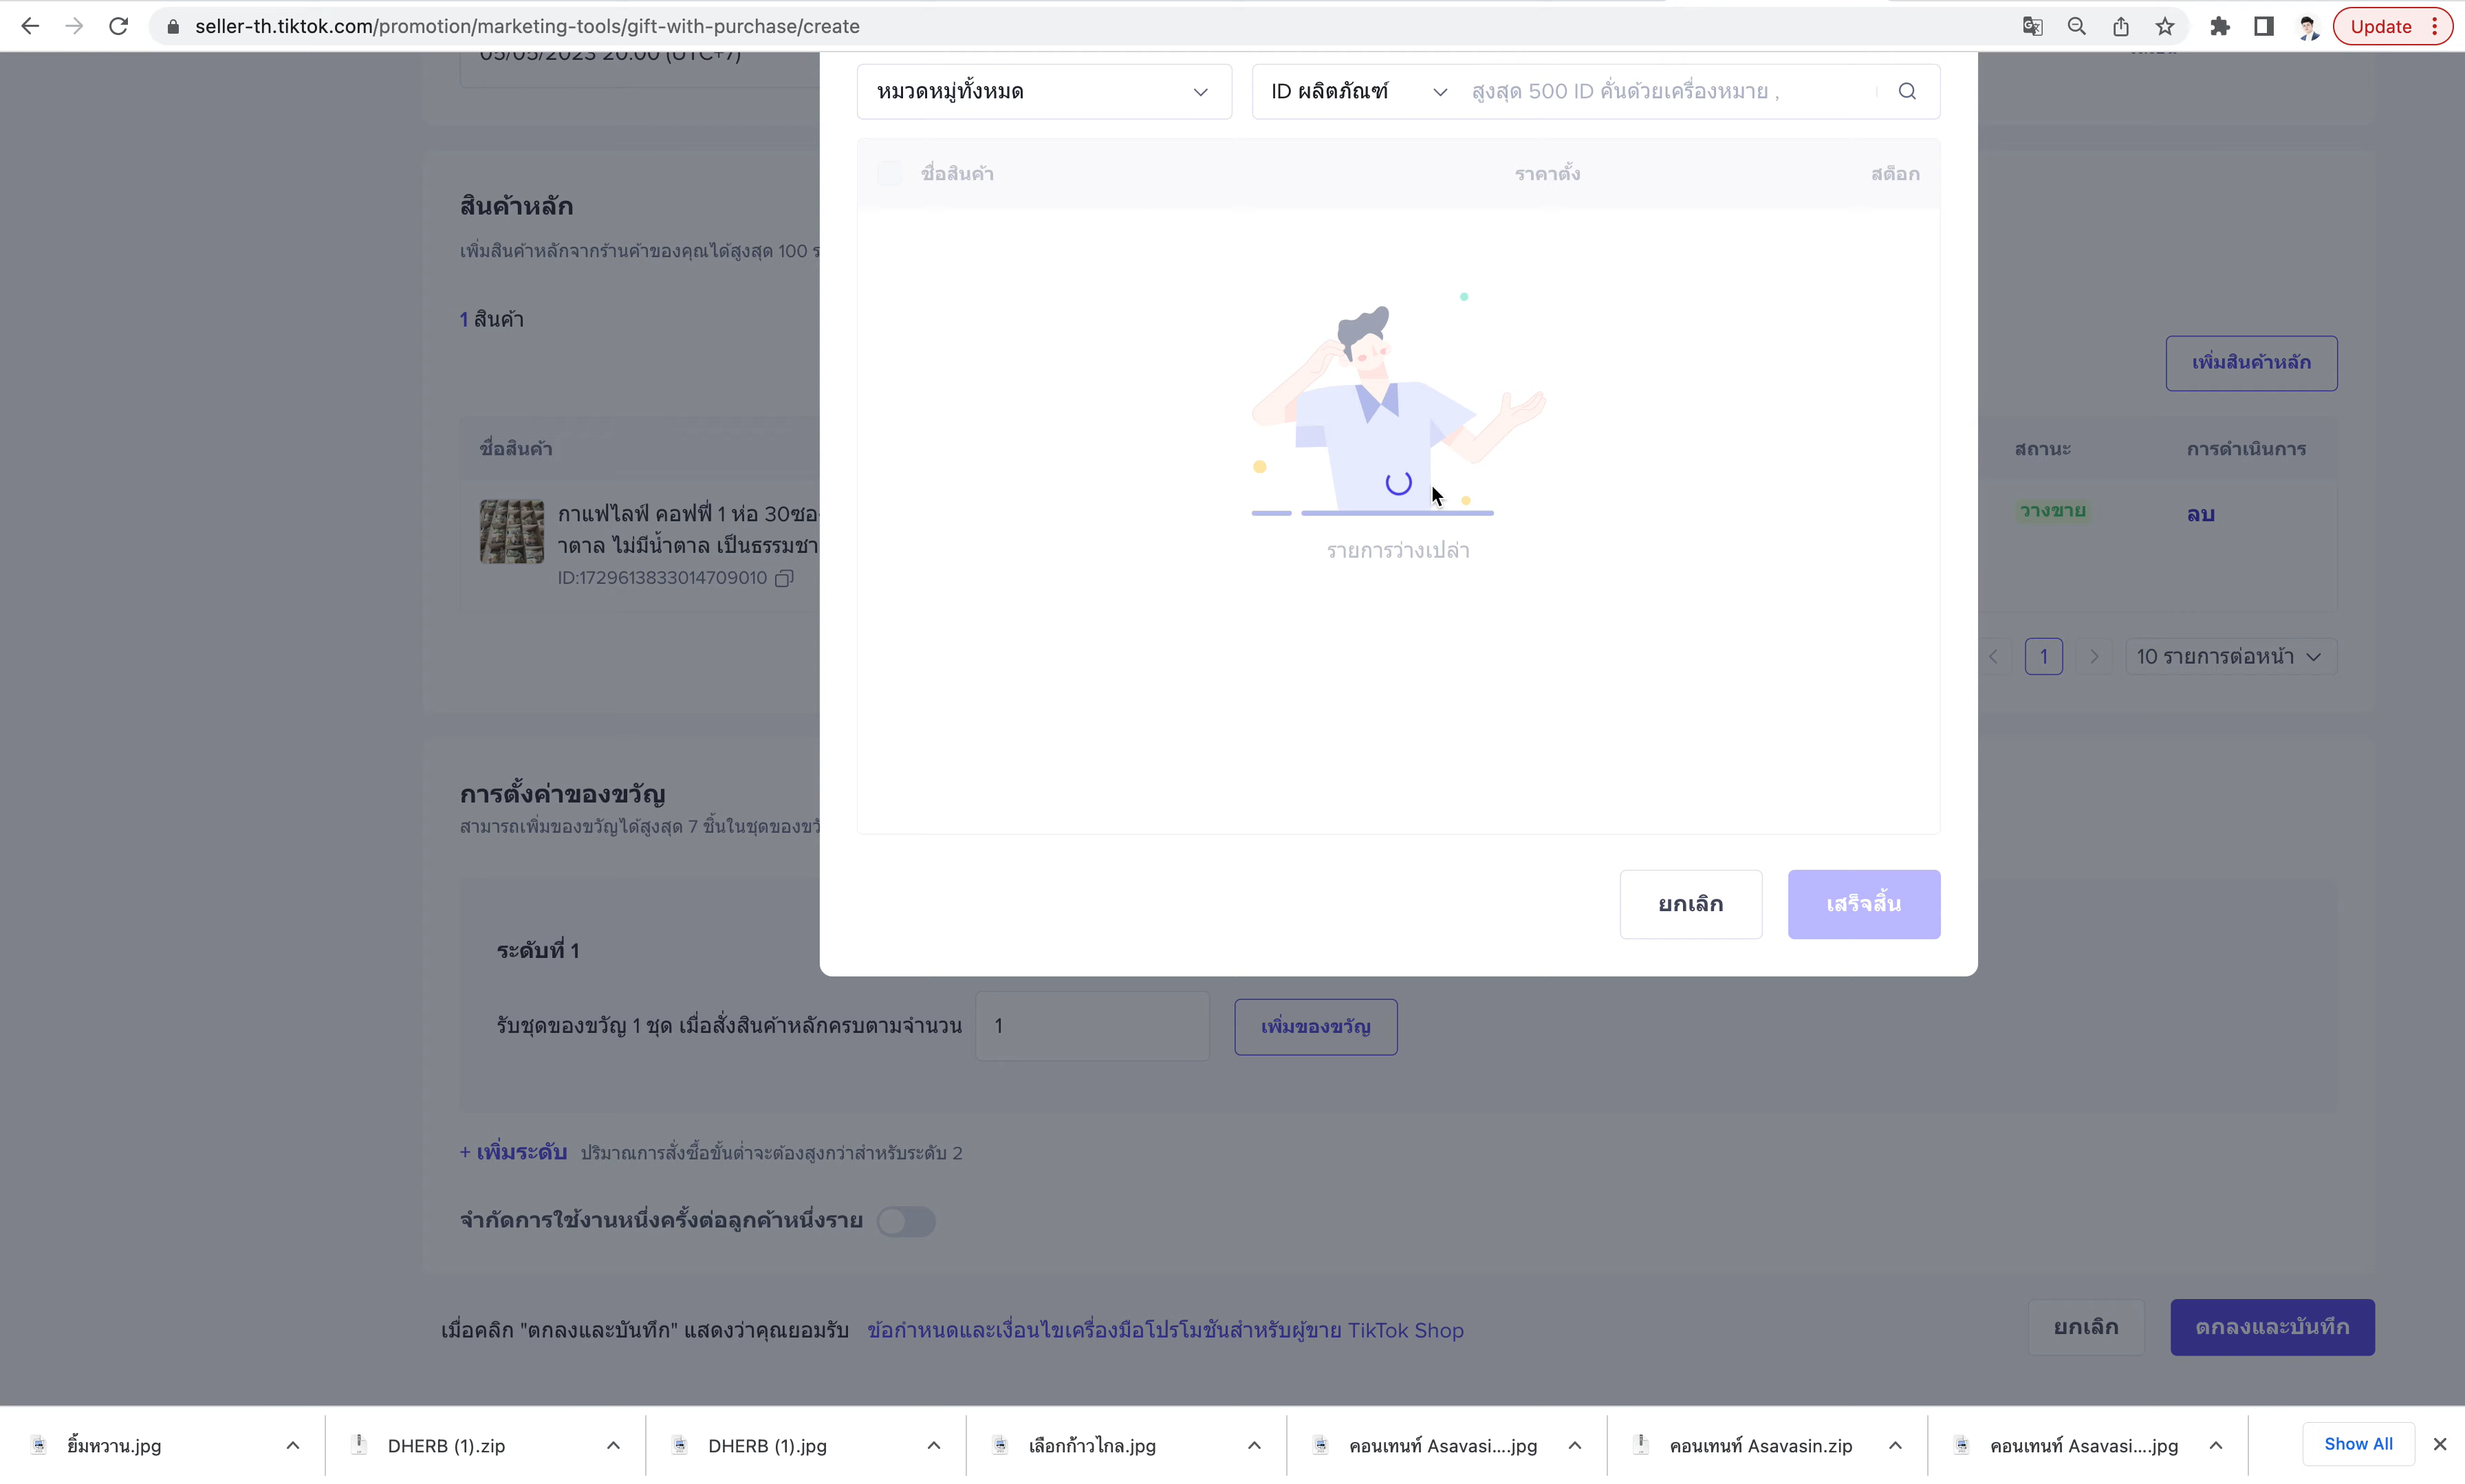 seller-th.tiktok.com/promotion/marketing-tools/gift-with-purchase/create
Update
05/05/2023 20:00 (UTC+7)
หมวดหมู่ทั้งหมด
ID ผลิตภัณฑ์
สูงสุด 500 ID คั่นด้วยเครื่องหมาย ,
ชื่อสินค้า
ราคาตั้ง
สต็อก
สินค้าหลัก
เพิ่มสินค้าหลักจากร้านค้าของคุณได้สูงสุด 100 ร
1 สินค้า
เพิ่มสินค้าหลัก
ชื่อสินค้า
สถานะ
การดำเนินการ
กาแฟไลฟ์ คอฟฟี่ 1 ห่อ 30ซอ
าตาล ไม่มีน้ำตาล เป็นธรรมชา
ID:1729613833014709010
วางขาย
ลบ
รายการว่างเปล่า
1
10 รายการต่อหน้า
การตั้งค่าของขวัญ
สามารถเพิ่มของขวัญได้สูงสุด 7 ชิ้นในชุดของขวั
ยกเลิก
เสร็จสิ้น
ระดับที่ 1
รับชุดของขวัญ 1 ชุด เมื่อสั่งสินค้าหลักครบตามจำนวน
1
เพิ่มของขวัญ
+ เพิ่มระดับ
ปริมาณการสั่งซื้อขั้นต่ำจะต้องสูงกว่าสำหรับระดับ 2
จำกัดการใช้งานหนึ่งครั้งต่อลูกค้าหนึ่งราย
เมื่อคลิก "ตกลงและบันทึก" แสดงว่าคุณยอมรับ ข้อกำหนดและเงื่อนไขเครื่องมือโปรโมชันสำหรับผู้ขาย TikTok Shop
ยกเลิก
ตกลงและบันทึก
ยิ้มหวาน.jpg
DHERB (1).zip
DHERB (1).jpg
เลือกก้าวไกล.jpg
คอนเทนท์ Asavasi....jpg
คอนเทนท์ Asavasin.zip
คอนเทนท์ Asavasi....jpg
Show All